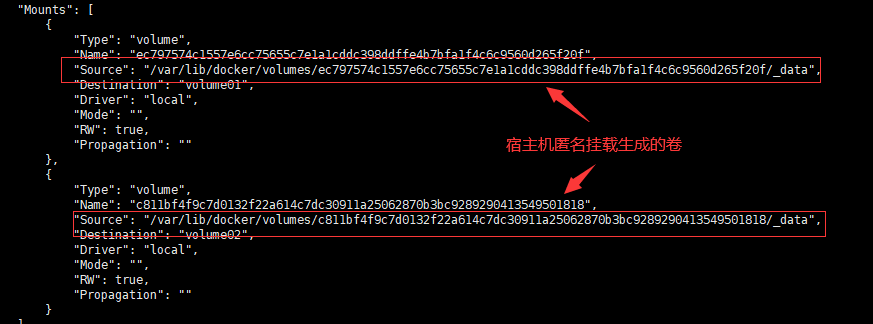 "Mounts": [
{
"Type": "volume",
"Name": "ec797574c1557e6cc75655c7e1a1cddc398ddffe4b7bfa1f4c6c9560d265f20f",
"Source": "/var/lib/docker/volumes/ec797574c1557e6cc75655c7e1a1cddc398ddffe4b7bfa1f4c6c9560d265f20f/_data",
"Destination": "volume01",
"Driver": "local",
"Mode": "",
"RW": true,
"Propagation": ""
},
宿主机匿名挂载生成的卷
{
"Type": "volume",
"Name": "c811bf4f9c7d0132f22a614c7dc30911a25062870b3bc9289290413549501818",
"Source": "/var/lib/docker/volumes/c811bf4f9c7d0132f22a614c7dc30911a25062870b3bc9289290413549501818/_data",
"Destination": "volume02",
"Driver": "local",
"Mode": "",
"RW": true,
"Propagation": ""
}